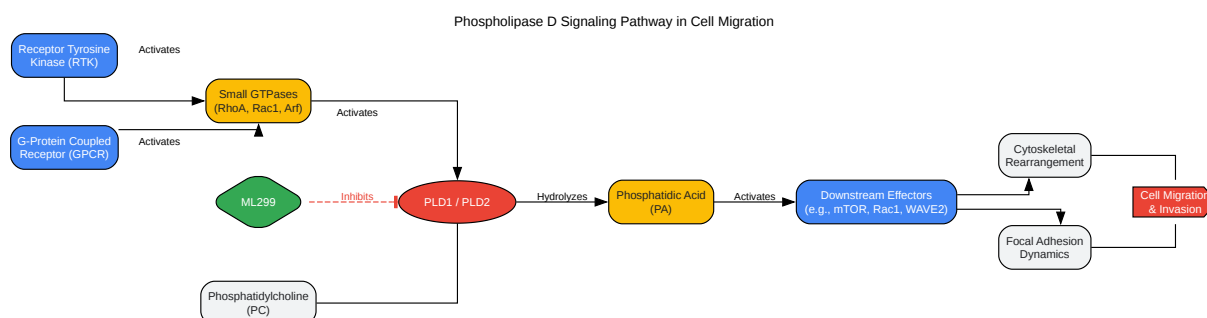 Phospholipase D Signaling Pathway in Cell Migration
Receptor Tyrosine
Kinase (RTK)
Activates
Small GTPases
(RhoA, Rac1, Arf)
Activates
G-Protein Coupled
Receptor (GPCR)
Activates
ML299
Inhibits
PLD1 / PLD2
Hydrolyzes
Phosphatidic Acid
(PA)
Activates
Downstream Effectors
(e.g., mTOR, Rac1, WAVE2)
Cytoskeletal
Rearrangement
Focal Adhesion
Dynamics
Cell Migration
& Invasion
Phosphatidylcholine
(PC)